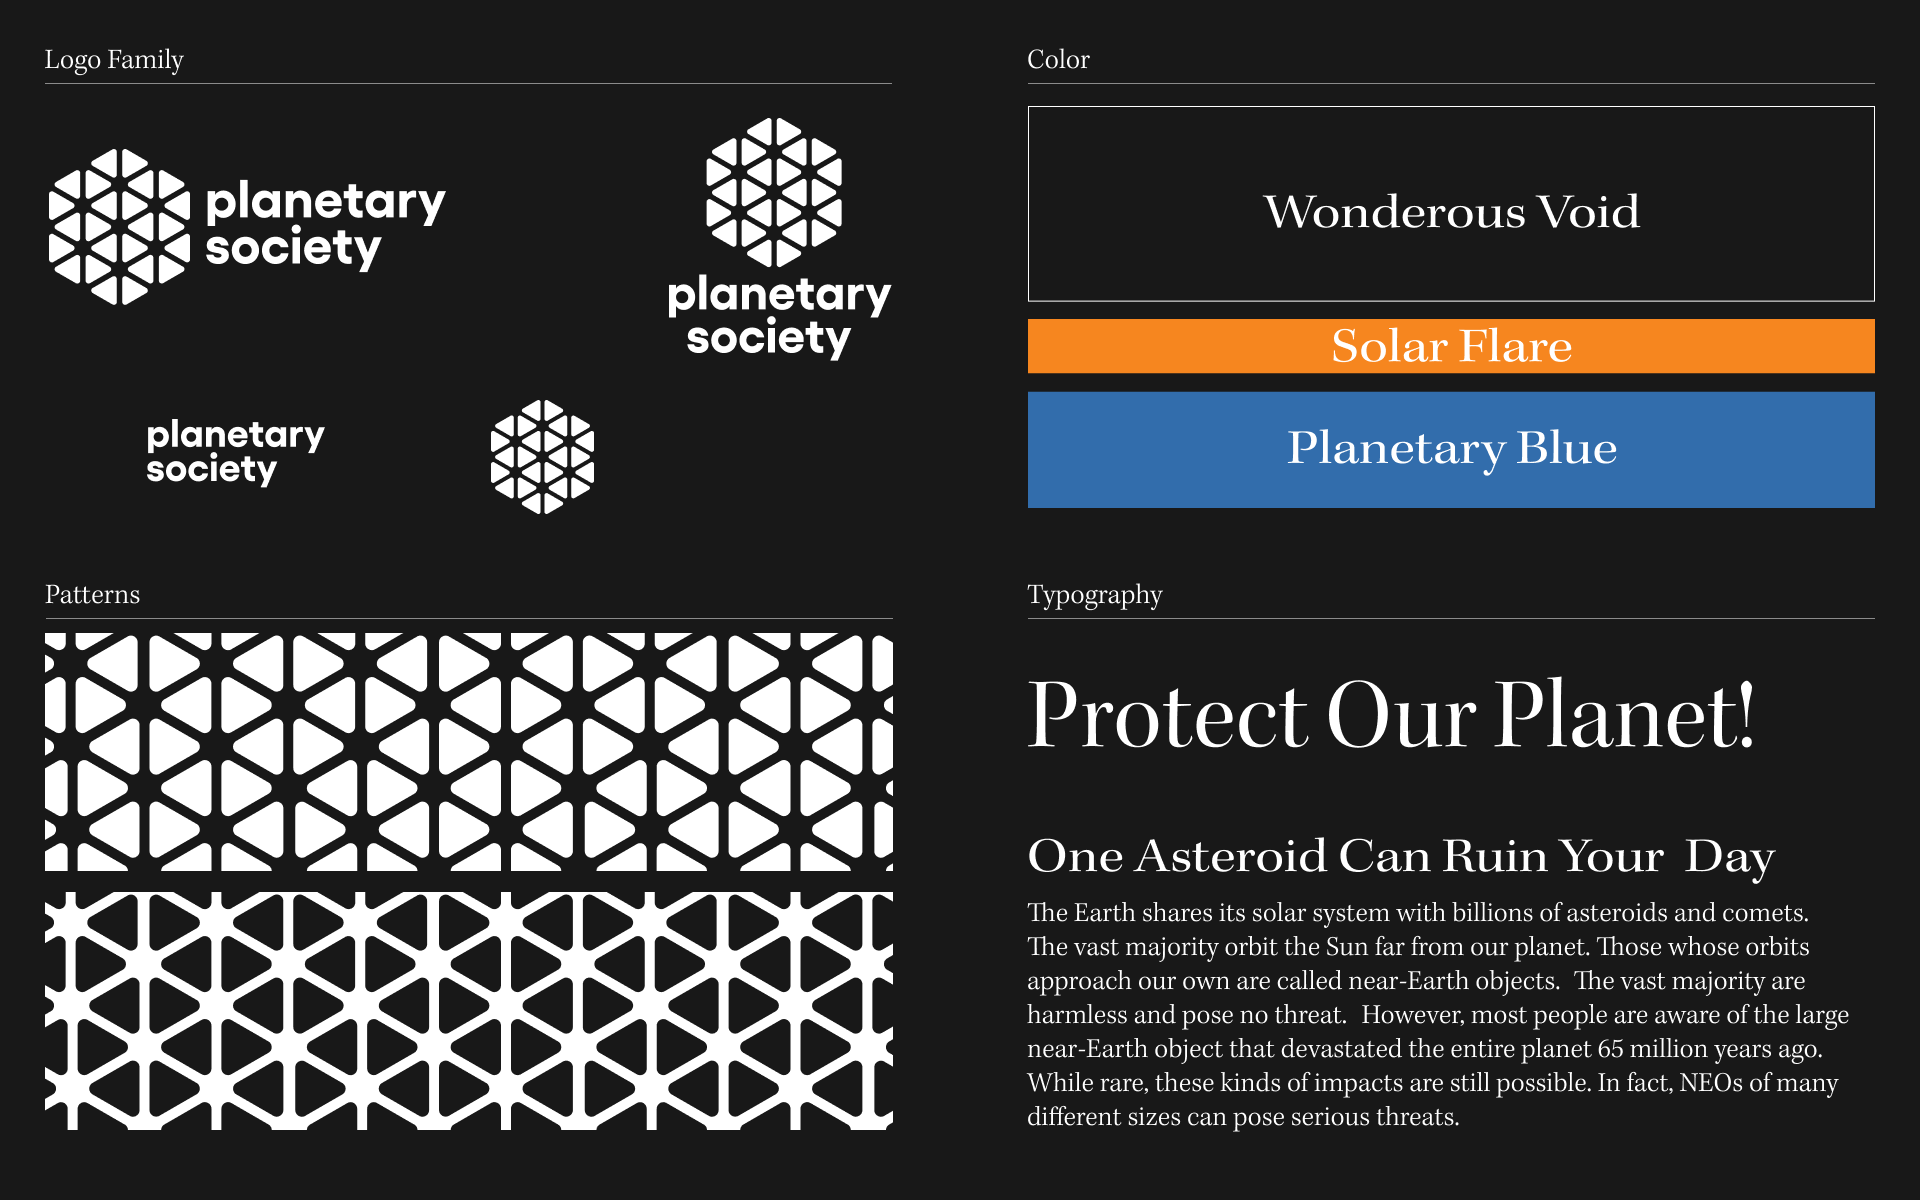 Logo Family
planetary
society
planetary
society
planetary
society
Color
Wonderous Void
Solar Flare
Planetary Blue
Patterns
Typography
Protect Our Planet!
One Asteroid Can Ruin Your  Day
The Earth shares its solar system with billions of asteroids and comets.
The vast majority orbit the Sun far from our planet. Those whose orbits
approach our own are called near-Earth objects.  The vast majority are
harmless and pose no threat.  However, most people are aware of the large
near-Earth object that devastated the entire planet 65 million years ago.
While rare, these kinds of impacts are still possible. In fact, NEOs of many
different sizes can pose serious threats.